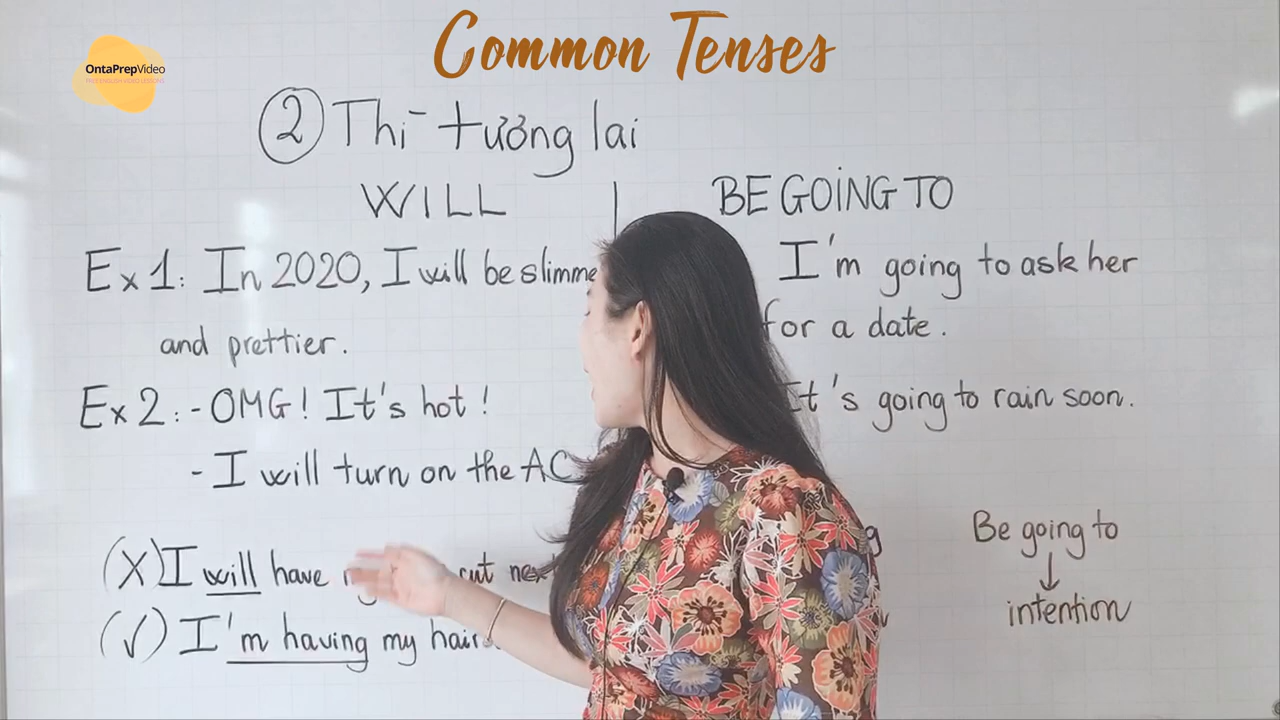 Common Tenses
OntaPrepVideo
② Thì tương lai
WILL
Ex 1: In 2020, I will be slimme
and prettier.
Ex 2: - OMG! It's hot!
- I will turn on the AC
(X) I will have cut
(✓) I'm having my hair
BE GOING TO
I'm going to ask her
for a date.
It's going to rain soon.
Be going to
↓
intention